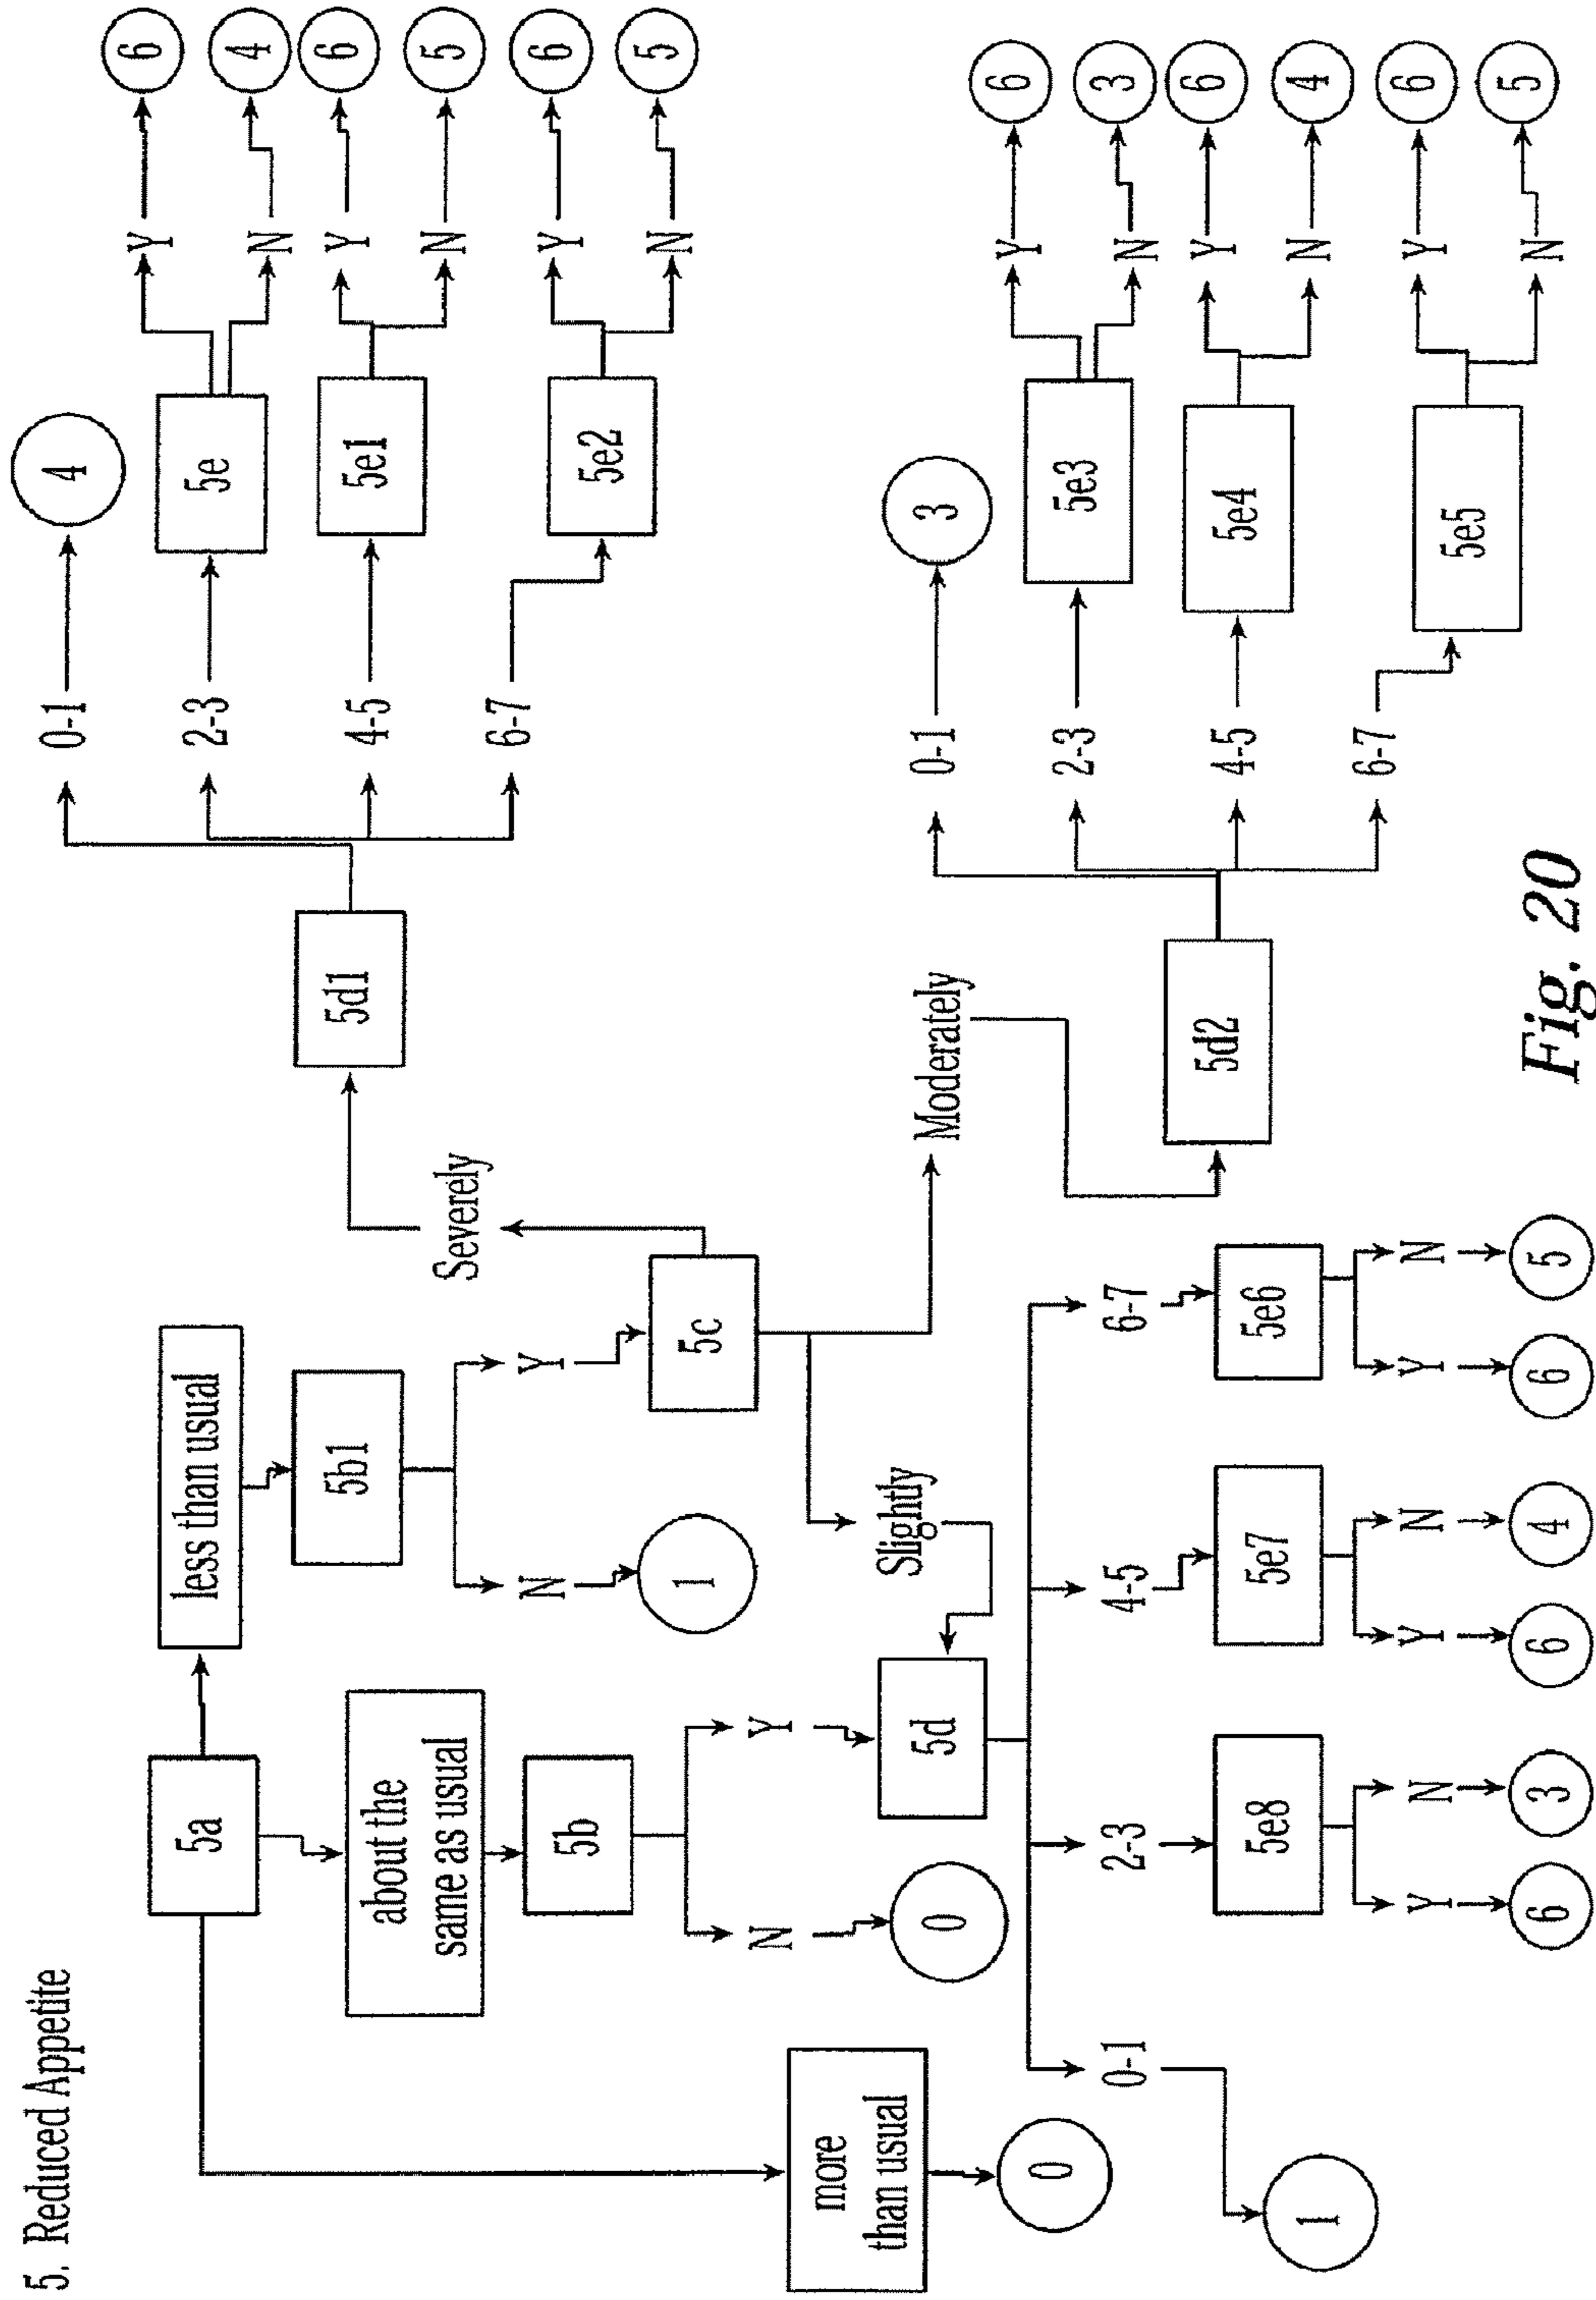 5. Reduced Appetite
5a
more
than usual
0
about the
same as usual
5b
N
0
Y
less than usual
5b1
N
1
Y
5c
Slightly
5d
0-1
1
2-3
5e8
Y
6
N
3
4-5
5e7
Y
6
N
4
6-7
5e6
Y
6
N
5
Severely
5d1
0-1
4
2-3
5e
Y
6
N
4
4-5
5e1
Y
6
N
5
6-7
5e2
Y
6
N
5
Moderately
5d2
0-1
3
2-3
5e3
Y
6
N
3
4-5
5e4
Y
6
N
4
6-7
5e5
Y
6
N
5
Fig. 20